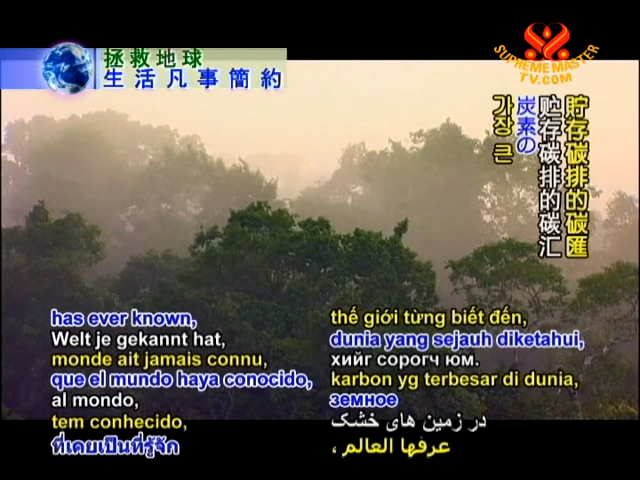 拯救地球
生活凡事簡約
SUPREME MASTER
TV.COM
貯存碳排的碳匯
贮存碳排的碳汇
炭素の
가장 큰
has ever known,
Welt je gekannt hat,
monde ait jamais connu,
que el mundo haya conocido,
al mondo,
tem conhecido,
ที่เคยเป็นที่รู้จัก
thế giới từng biết đến,
dunia yang sejauh diketahui,
хийг сорогч юм.
karbon yg terbesar di dunia,
земное
در زمین های خشک
عرفها العالم،